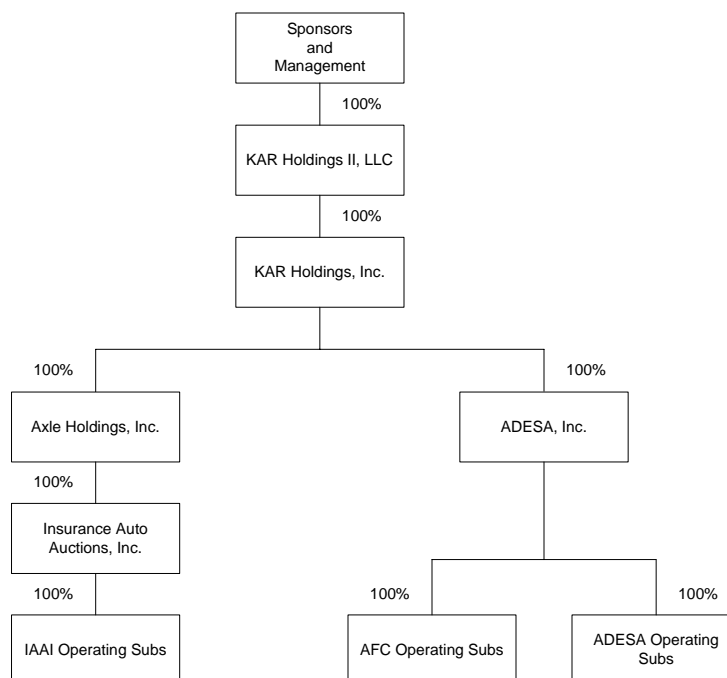 Sponsors
and
Management
100%
KAR Holdings II, LLC
100%
KAR Holdings, Inc.
100%
100%
Axle Holdings, Inc.
ADESA, Inc.
100%
Insurance Auto
Auctions, Inc.
100%
100%
100%
IAAI Operating Subs
AFC Operating Subs
ADESA Operating
Subs